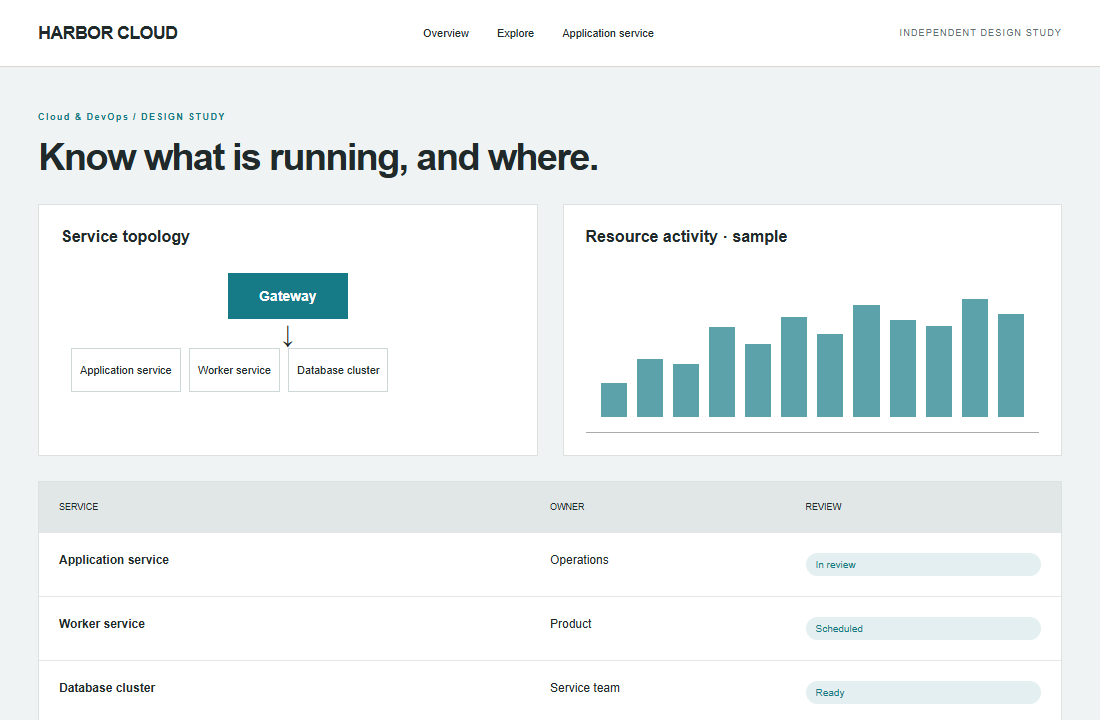 HARBOR CLOUD
Overview Explore Application service
INDEPENDENT DESIGN STUDY
Cloud & DevOps / DESIGN STUDY
Know what is running, and where.
Service topology
Gateway
↓
Application service Worker service Database cluster
Resource activity · sample
SERVICE OWNER REVIEW
Application service Operations In review
Worker service Product Scheduled
Database cluster Service team Ready